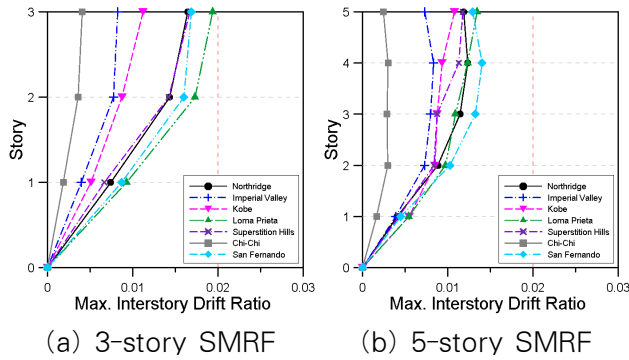 3
2
1
0
Story
0
0.01
0.02
0.03
Max. Interstory Drift Ratio
Northridge
Imperial Valley
Kobe
Loma Prieta
Superstition Hills
Chi-Chi
San Fernando
(a) 3-story SMRF
5
4
3
2
1
0
Story
0
0.01
0.02
0.03
Max. Interstory Drift Ratio
Northridge
Imperial Valley
Kobe
Loma Prieta
Superstition Hills
Chi-Chi
San Fernando
(b) 5-story SMRF